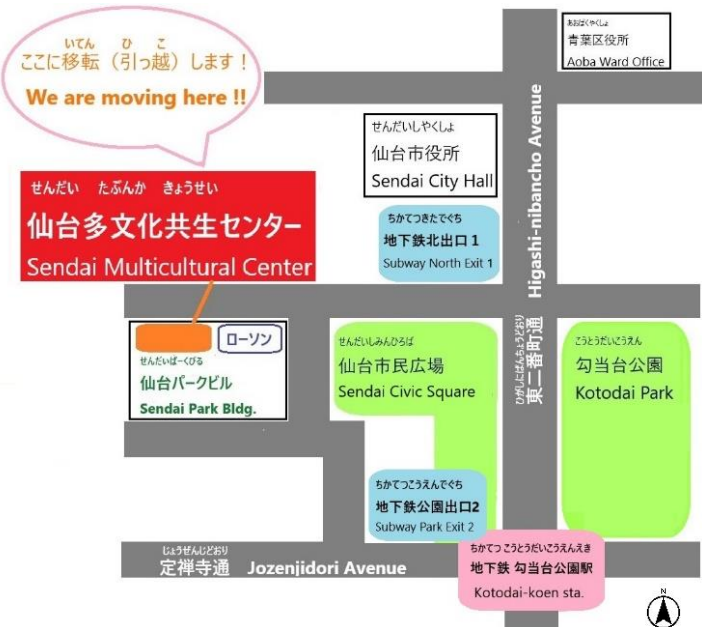 いてん ひ こ
ここに移転（引っ越）します！
We are moving here !!
せんだい たぶんか きょうせい
仙台多文化共生センター
Sendai Multicultural Center
あおばくやくしょ
青葉区役所
Aoba Ward Office
せんだいしやくしょ
仙台市役所
Sendai City Hall
ちかてつきたでぐち
地下鉄北出口1
Subway North Exit 1
Higashi-nibancho Avenue
ひがしにばんちょうどおり
東二番町通
ローソン
せんだいぱーくびる
仙台パークビル
Sendai Park Bldg.
せんだいしみんひろば
仙台市民広場
Sendai Civic Square
こうとうだいこうえん
勾当台公園
Kotodai Park
ちかてつこうえんでぐち
地下鉄公園出口2
Subway Park Exit 2
じょうぜんじどおり
定禅寺通 Jozenjidori Avenue
ちかてつ こうとうだいこうえんえき
地下鉄 勾当台公園駅
Kotodai-koen sta.
N